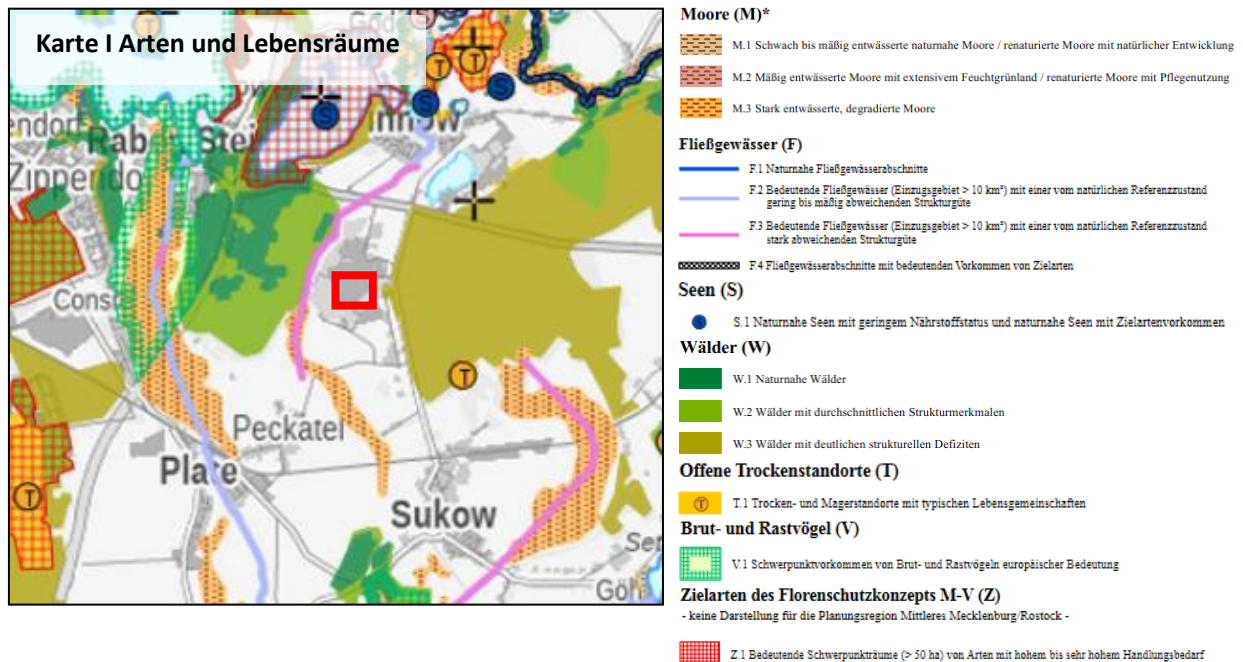 Karte I Arten und Lebensräume
Raben Stei
Zippendo
Const
Peckatel
Plate
Sukow
Göh
T
T
T
T
S
S
S
Moore (M)*
M.1 Schwach bis mäßig entwässerte naturnahe Moore / renaturierte Moore mit natürlicher Entwicklung
M.2 Mäßig entwässerte Moore mit extensivem Feuchtgrünland / renaturierte Moore mit Pflegenutzung
M.3 Stark entwässerte, degradierte Moore
Fließgewässer (F)
F.1 Naturnahe Fließgewässerabschnitte
F.2 Bedeutende Fließgewässer (Einzugsgebiet > 10 km²) mit einer vom natürlichen Referenzzustand
gering bis mäßig abweichenden Strukturgüte
F.3 Bedeutende Fließgewässer (Einzugsgebiet > 10 km²) mit einer vom natürlichen Referenzzustand
stark abweichenden Strukturgüte
F.4 Fließgewässerabschnitte mit bedeutenden Vorkommen von Zielarten
Seen (S)
S
S.1 Naturnahe Seen mit geringem Nährstoffstatus und naturnahe Seen mit Zielartenvorkommen
Wälder (W)
W.1 Naturnahe Wälder
W.2 Wälder mit durchschnittlichen Strukturmerkmalen
W.3 Wälder mit deutlichen strukturellen Defiziten
Offene Trockenstandorte (T)
T
T.1 Trocken- und Magerstandorte mit typischen Lebensgemeinschaften
Brut- und Rastvögel (V)
V.1 Schwerpunktvorkommen von Brut- und Rastvögeln europäischer Bedeutung
Zielarten des Florenschutzkonzepts M-V (Z)
- keine Darstellung für die Planungsregion Mittleres Mecklenburg/Rostock -
Z.1 Bedeutende Schwerpunkträume (> 50 ha) von Arten mit hohem bis sehr hohem Handlungsbedarf